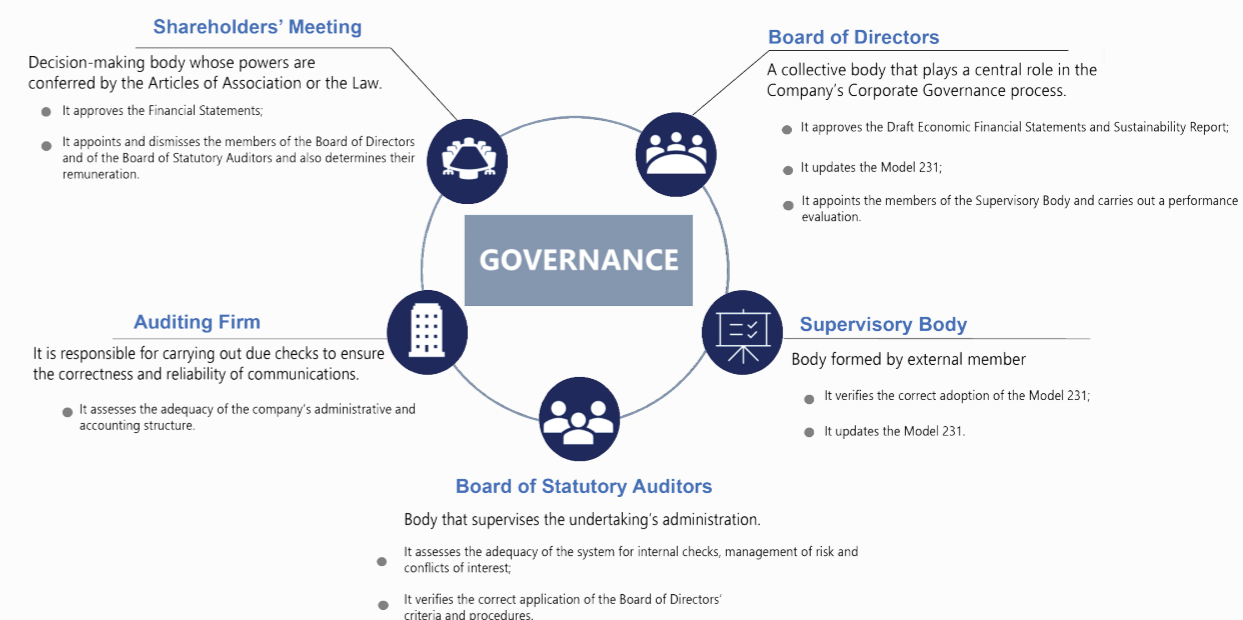 Shareholders' Meeting
Decision-making body whose powers are
conferred by the Articles of Association or the Law.
It approves the Financial Statements;
It appoints and dismisses the members of the Board of Directors
and of the Board of Statutory Auditors and also determines their
remuneration.
Board of Directors
A collective body that plays a central role in the
Company's Corporate Governance process.
It approves the Draft Economic Financial Statements and Sustainability Report;
It updates the Model 231;
It appoints the members of the Supervisory Body and carries out a performance
evaluation.
GOVERNANCE
Auditing Firm
It is responsible for carrying out due checks to ensure
the correctness and reliability of communications.
It assesses the adequacy of the company's administrative and
accounting structure.
Supervisory Body
Body formed by external member
It verifies the correct adoption of the Model 231;
It updates the Model 231.
Board of Statutory Auditors
Body that supervises the undertaking's administration.
It assesses the adequacy of the system for internal checks, management of risk and
conflicts of interest;
It verifies the correct application of the Board of Directors'
criteria and procedures.